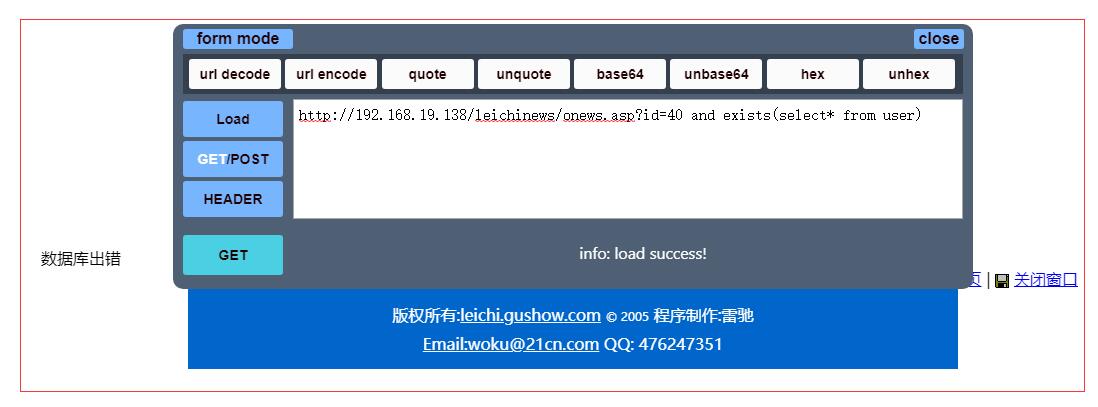 form mode
close
url decode
url encode
quote
unquote
base64
unbase64
hex
unhex
Load
http://192.168.19.138/leichinews/onews.asp?id=40 and exists(select* from user)
GET/POST
HEADER
GET
info: load success!
数据库出错
页 | 关闭窗口
版权所有:leichi.gushow.com © 2005 程序制作:雷驰
Email:woku@21cn.com QQ: 476247351